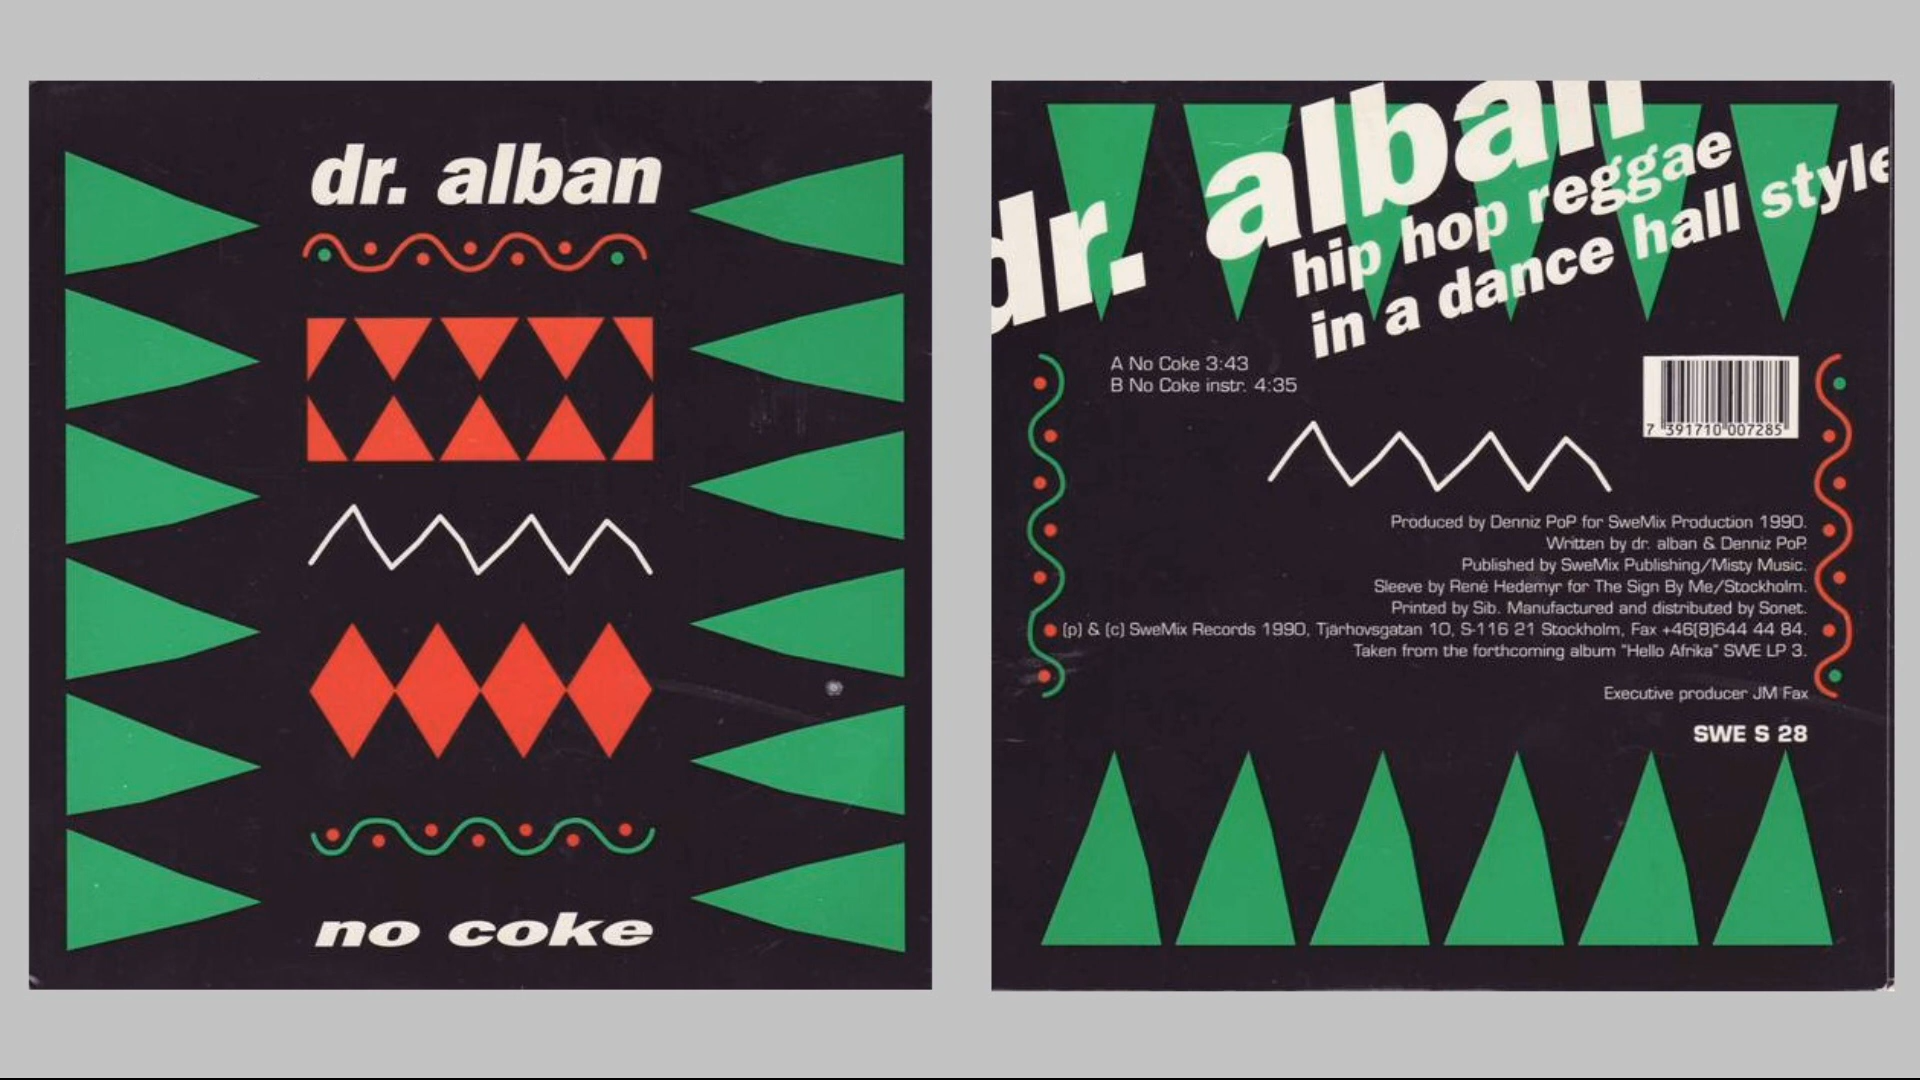 dr. alban
no coke
dr. alban
hip hop reggae
in a dance hall style
A No Coke 3:43
B No Coke instr. 4:35
7 391710 007285
Produced by Denniz PoP for SweMix Production 1990.
Written by dr. alban & Denniz PoP.
Published by SweMix Publishing/Misty Music.
Sleeve by René Hedemyr for The Sign By Me/Stockholm.
Printed by Sib. Manufactured and distributed by Sonet.
(p) & (c) SweMix Records 1990, Tjärhovsgatan 10, S-116 21 Stockholm, Fax +46(8)644 44 84.
Taken from the forthcoming album "Hello Afrika" SWE LP 3.
Executive producer JM Fax
SWE S 28